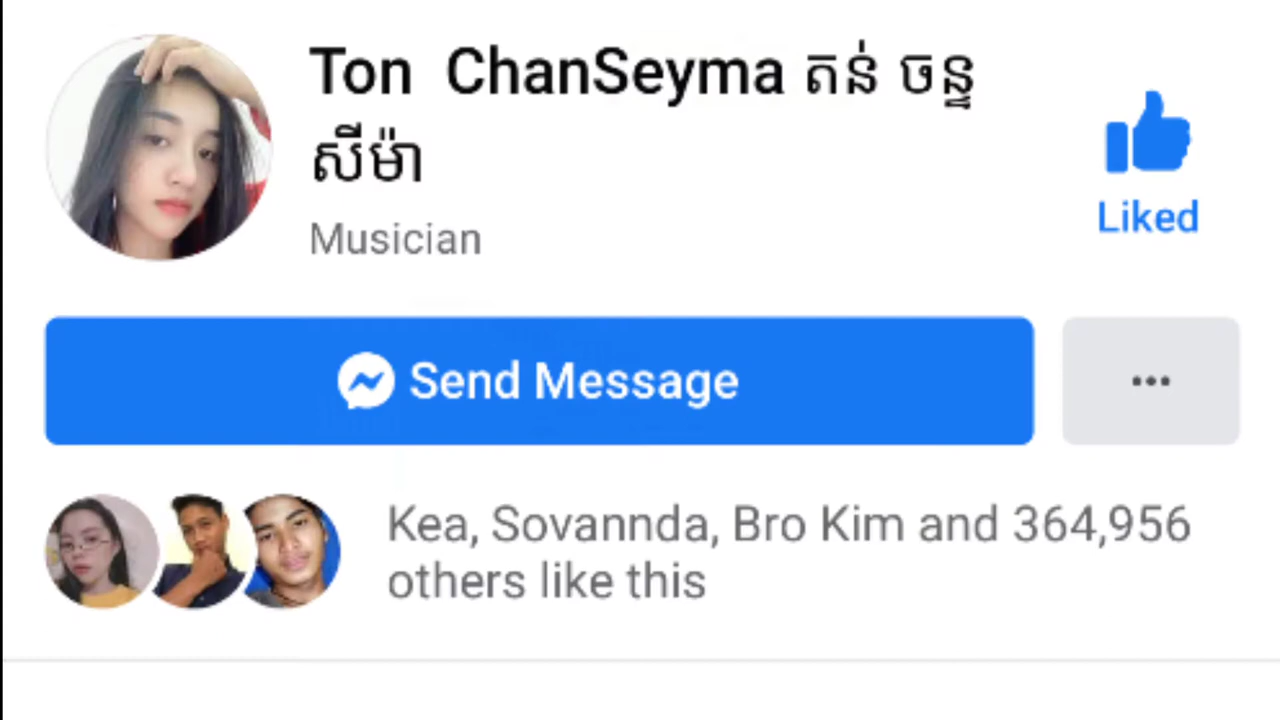 Ton ChanSeyma តន់ ចន្ទ
សីម៉ា
Musician
Liked
Send Message
Kea, Sovannda, Bro Kim and 364,956
others like this